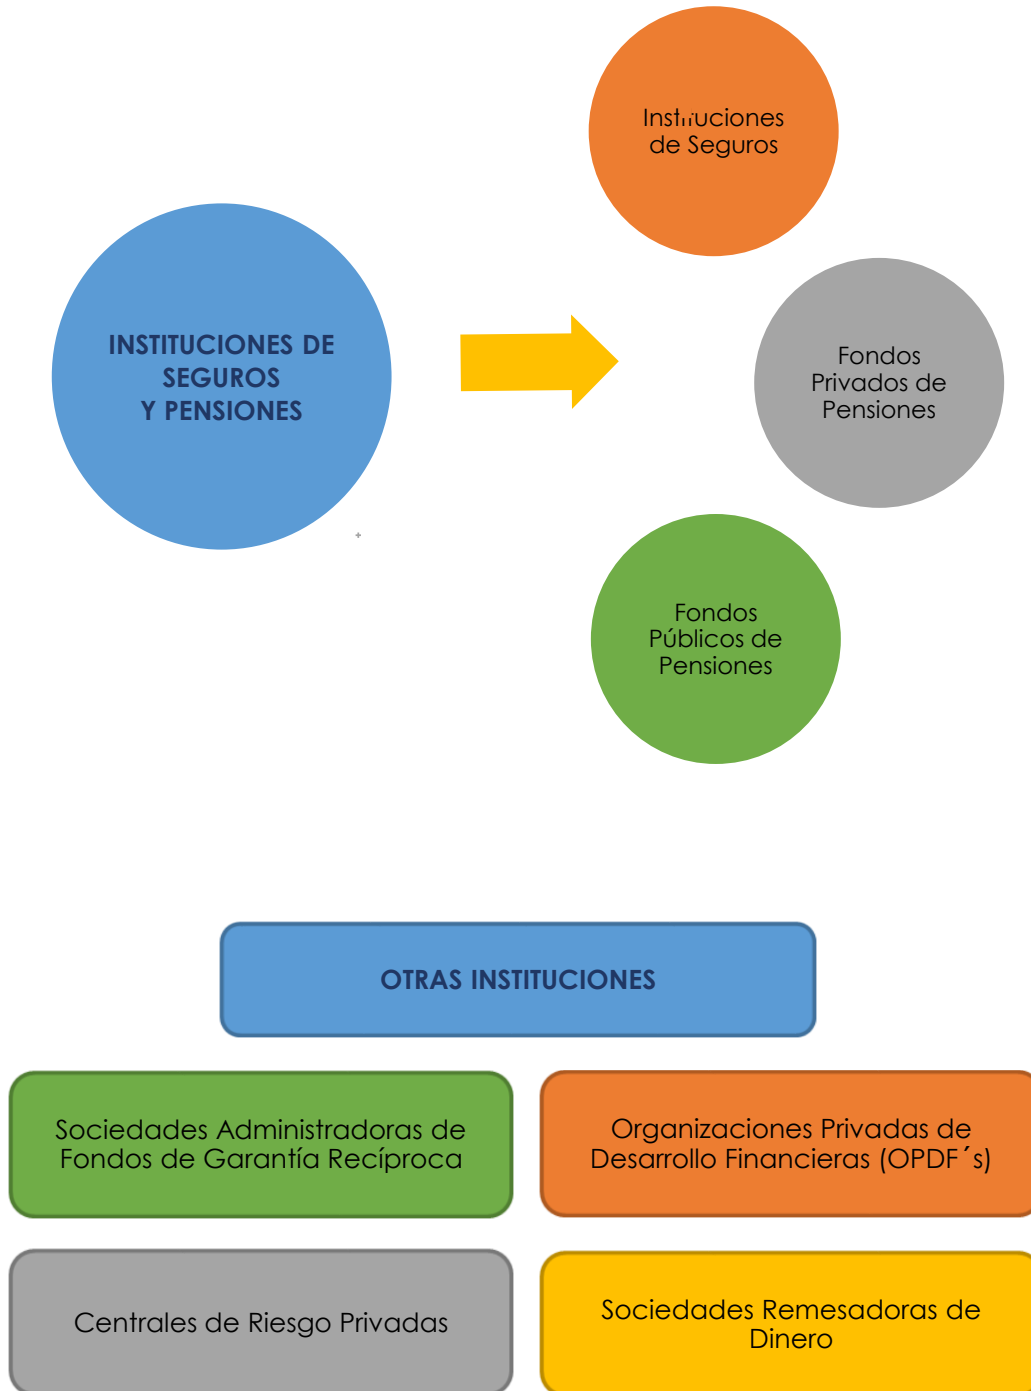 INSTITUCIONES DE
SEGUROS
Y PENSIONES
Instituciones
de Seguros
Fondos
Privados de
Pensiones
Fondos
Públicos de
Pensiones
OTRAS INSTITUCIONES
Sociedades Administradoras de
Fondos de Garantía Recíproca
Organizaciones Privadas de
Desarrollo Financieras (OPDF´s)
Centrales de Riesgo Privadas
Sociedades Remesadoras de
Dinero